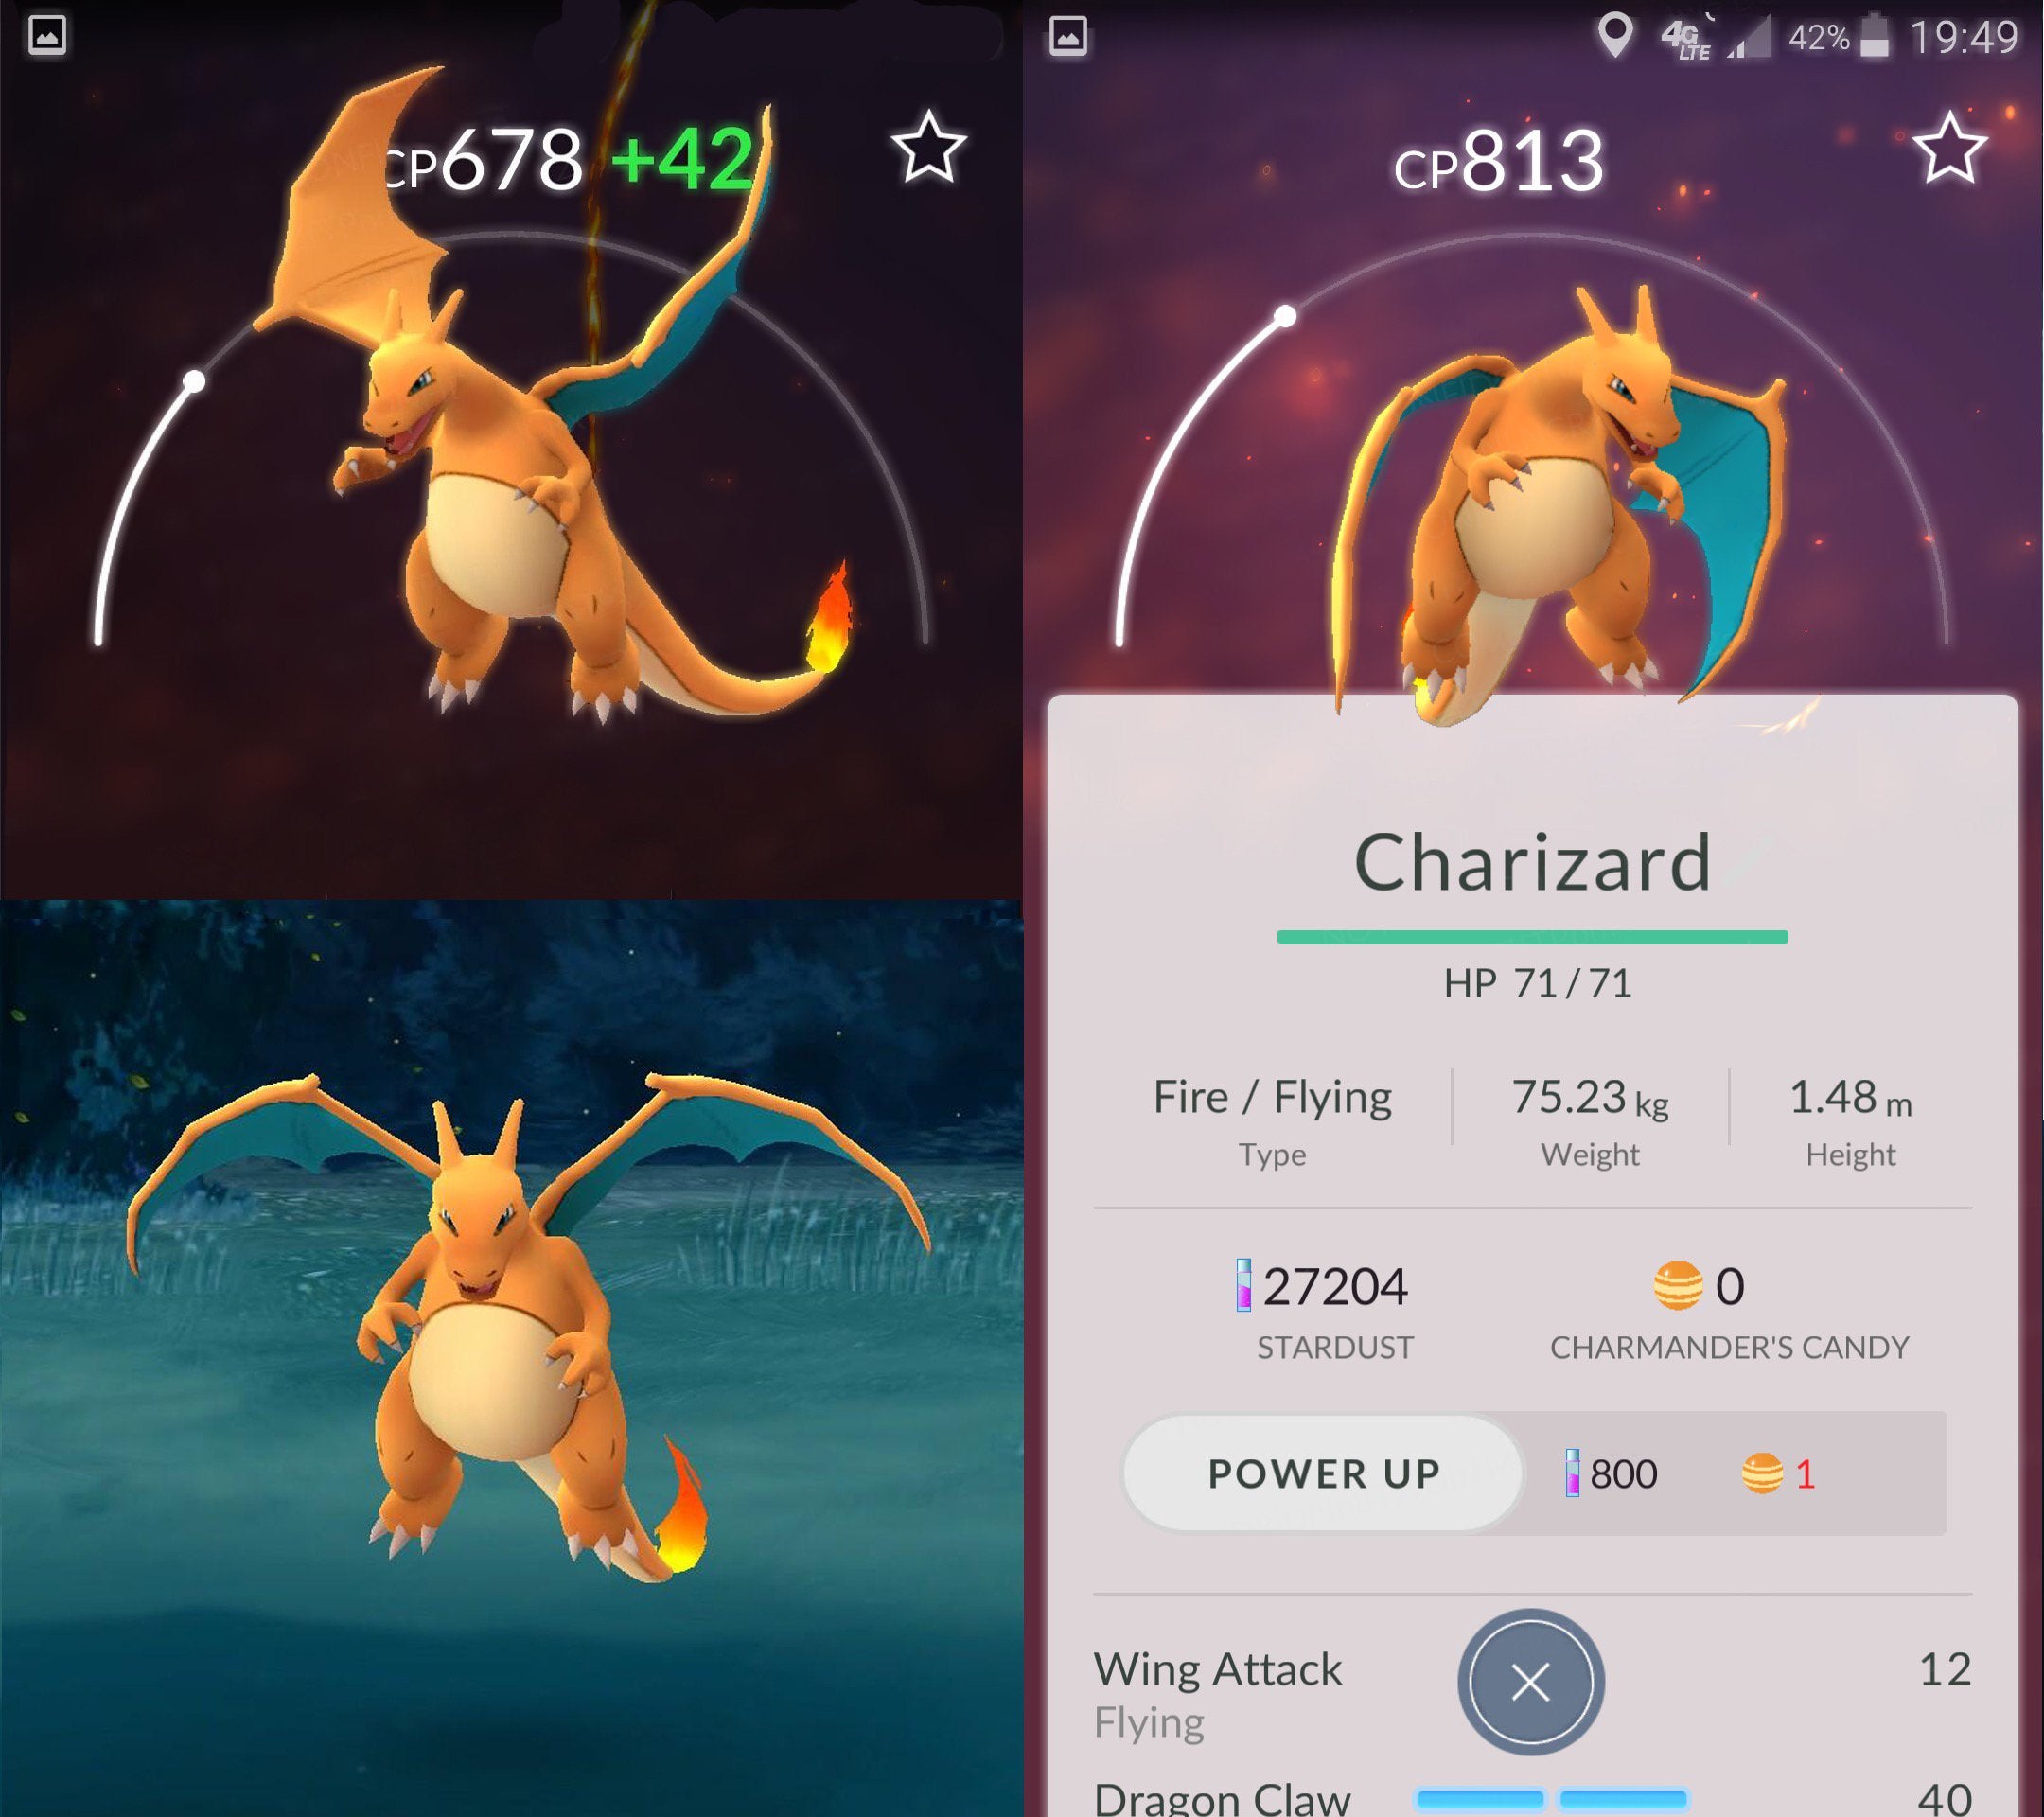 CP678 +42
4G LTE 42% 19:49
CP813
Charizard
HP 71 / 71
Fire / Flying 75.23 kg 1.48 m
Type Weight Height
27204 0
STARDUST CHARMANDER'S CANDY
POWER UP 800 1
Wing Attack 12
Flying
Dragon Claw 40